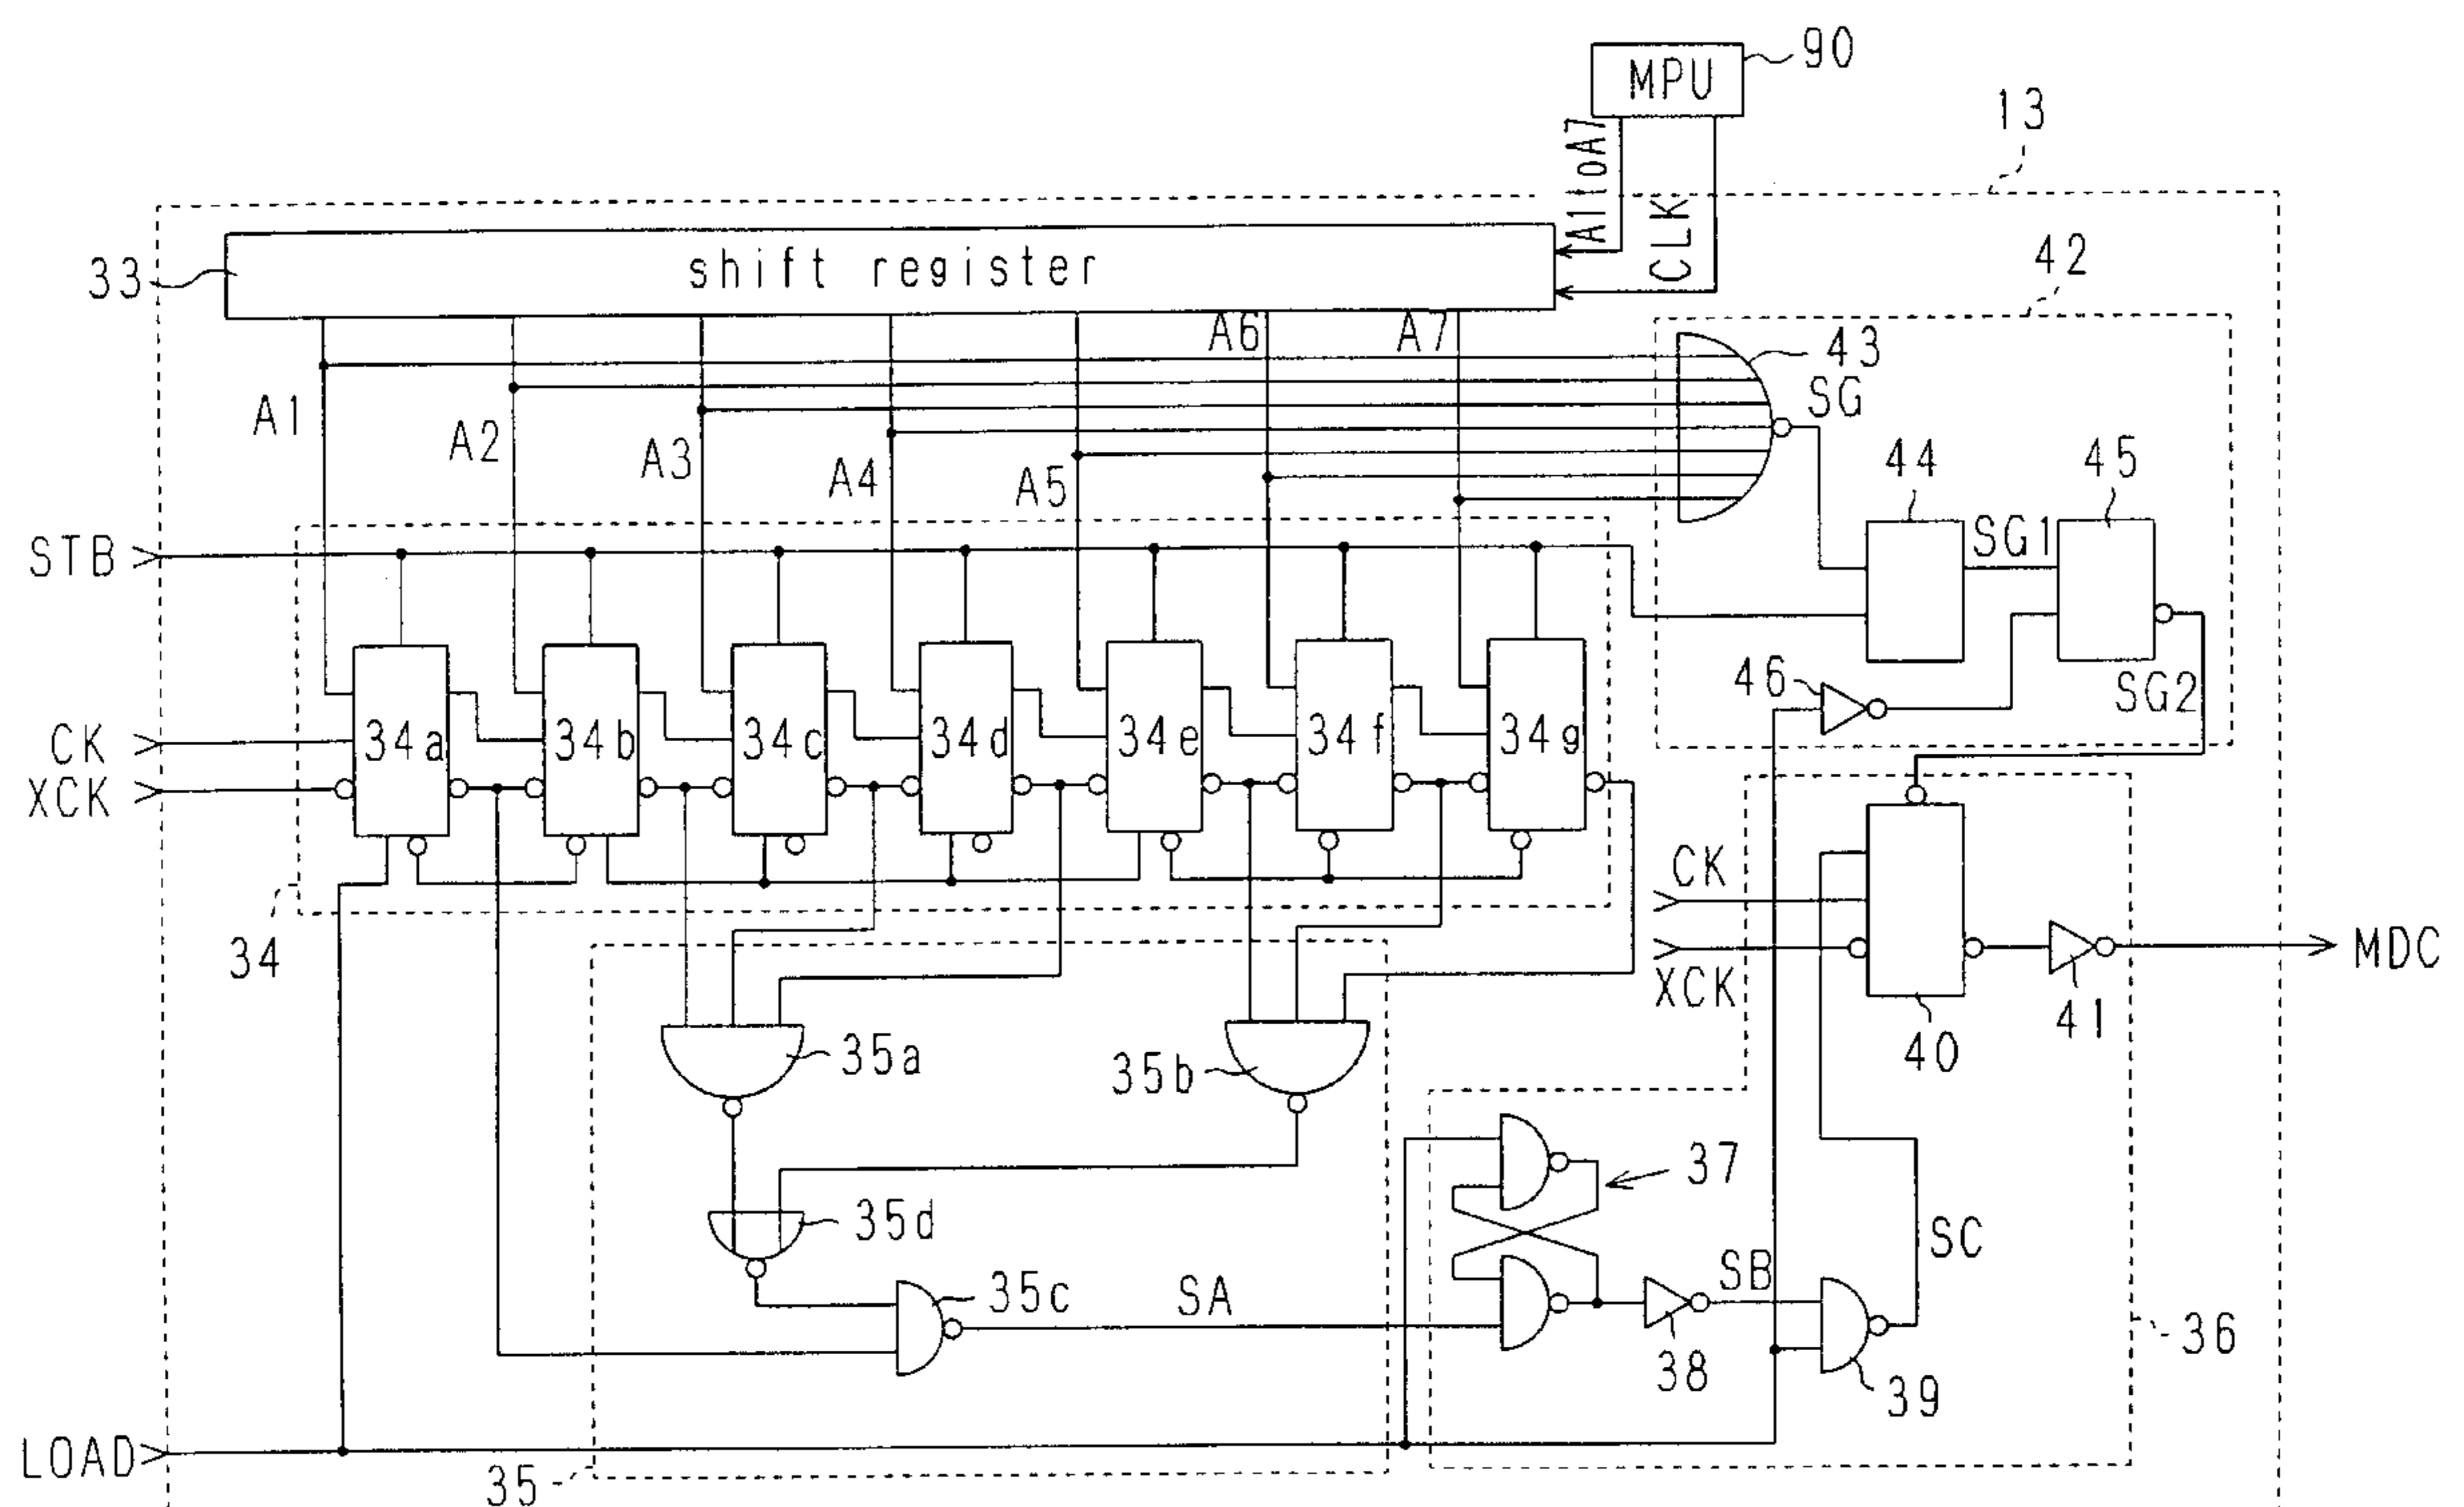 MPU
90
13
A1toA7
CLK
33
shift register
42
A6
A7
43
SG
A1
A2
A3
A4
A5
44
45
STB
SG1
46
SG2
34a
34b
34c
34d
34e
34f
34g
CK
XCK
CK
34
XCK
MDC
41
40
35a
35b
37
35d
SC
35c
SA
SB
36
38
39
LOAD
35